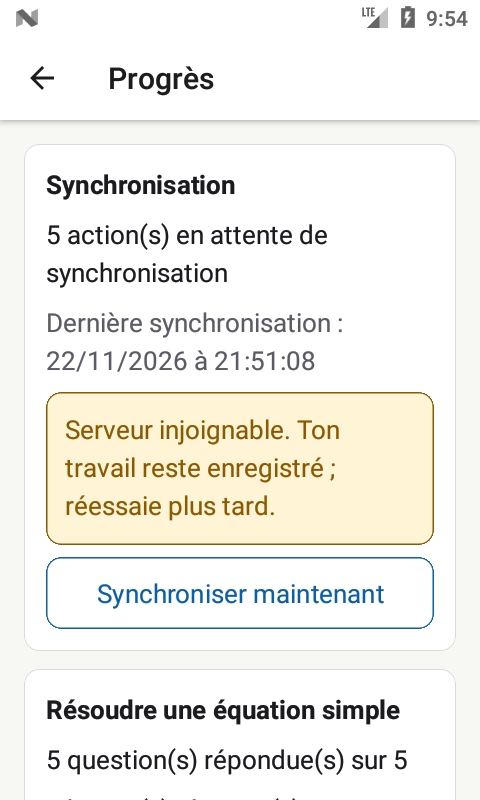 LTE 9:54
Progrès
Synchronisation
5 action(s) en attente de
synchronisation
Dernière synchronisation :
22/11/2026 à 21:51:08
Serveur injoignable. Ton
travail reste enregistré ;
réessaie plus tard.
Synchroniser maintenant
Résoudre une équation simple
5 question(s) répondue(s) sur 5